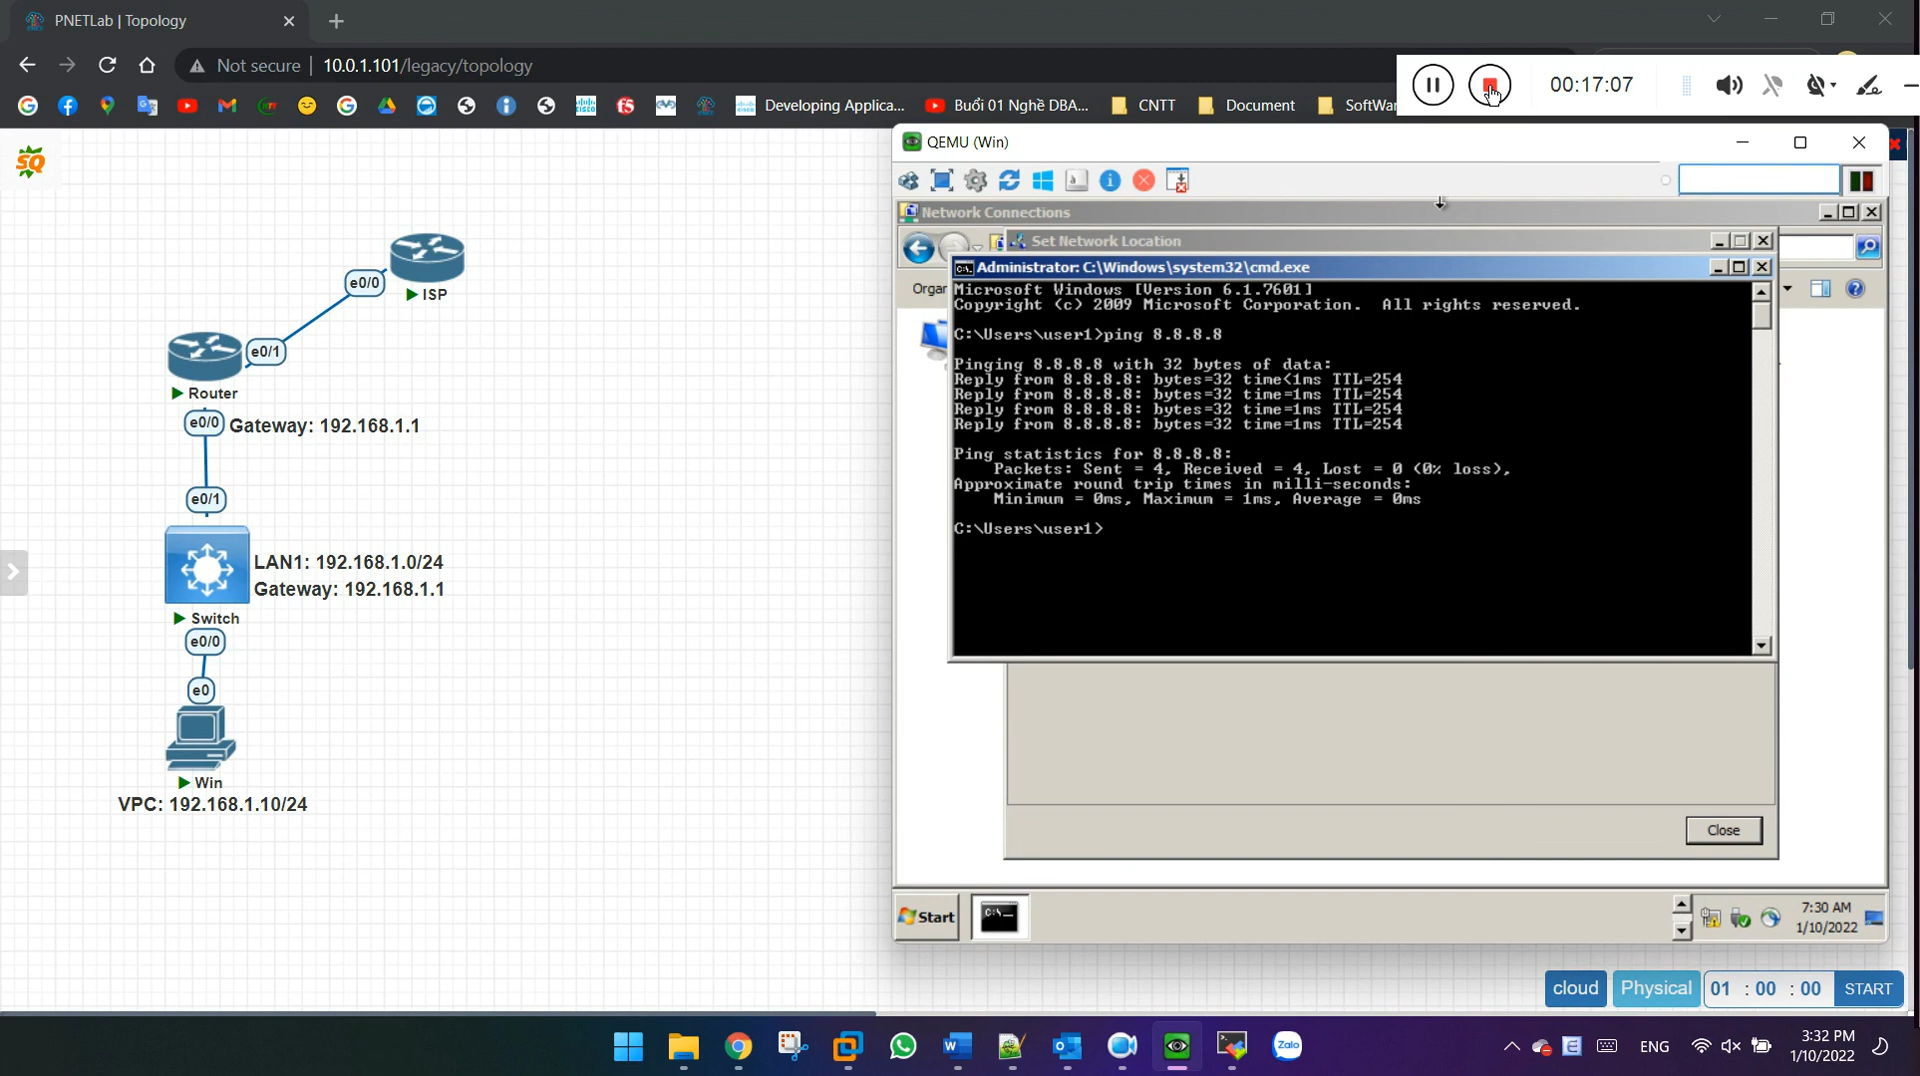 PNETLab | Topology
Not secure
10.0.1.101/legacy/topology
00:17:07
Developing Applica...
Buổi 01 Nghề DBA...
CNTT
Document
SoftWar
QEMU (Win)
Network Connections
Set Network Location
Administrator: C:\Windows\system32\cmd.exe
Organ
Microsoft Windows [Version 6.1.7601]
Copyright (c) 2009 Microsoft Corporation.  All rights reserved.
C:\Users\user1>ping 8.8.8.8
Pinging 8.8.8.8 with 32 bytes of data:
Reply from 8.8.8.8: bytes=32 time<1ms TTL=254
Reply from 8.8.8.8: bytes=32 time=1ms TTL=254
Reply from 8.8.8.8: bytes=32 time=1ms TTL=254
Reply from 8.8.8.8: bytes=32 time=1ms TTL=254
Ping statistics for 8.8.8.8:
Packets: Sent = 4, Received = 4, Lost = 0 (0% loss),
Approximate round trip times in milli-seconds:
Minimum = 0ms, Maximum = 1ms, Average = 0ms
C:\Users\user1>
Close
Start
7:30 AM
1/10/2022
e0/0
ISP
e0/1
Router
e0/0
Gateway: 192.168.1.1
e0/1
LAN1: 192.168.1.0/24
Gateway: 192.168.1.1
Switch
e0/0
e0
Win
VPC: 192.168.1.10/24
cloud
Physical
01 : 00 : 00
START
Zalo
ENG
3:32 PM
1/10/2022